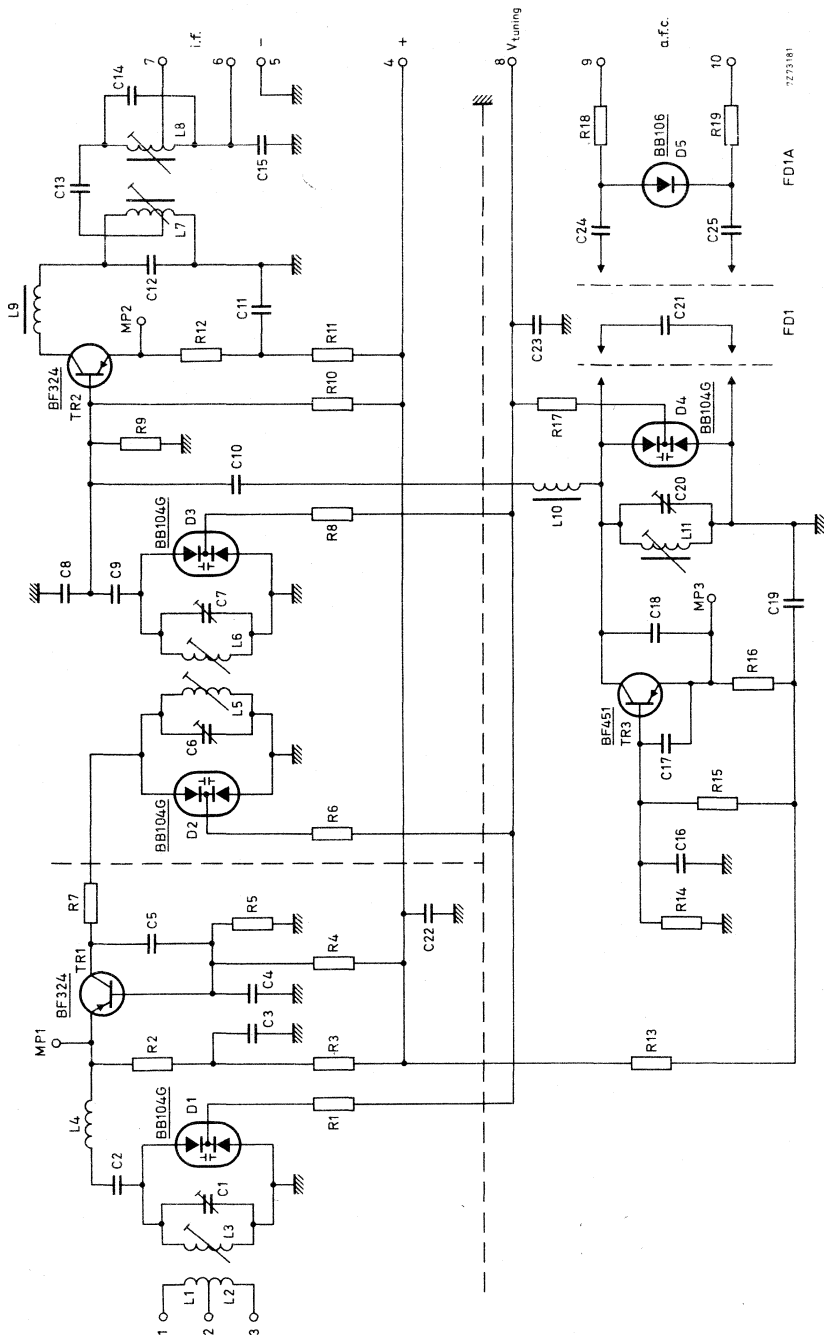 1
2
3
L1
L2
L3
C1
C2
L4
BB104G
D1
R1
MP1
R2
C3
R3
BF324
TR1
C4
C5
R4
R5
R7
C22
R13
BB104G
D2
R6
C6
L5
L6
C7
BB104G
D3
R8
C8
C9
C10
R9
BF324
TR2
R10
L9
MP2
R12
R11
C11
C12
L7
C13
L8
C14
C15
i.f.
7
6
-
5
4 +
8 Vtuning
C23
R14
C16
R15
C17
BF451
TR3
C18
MP3
R16
C19
L10
L11
C20
R17
D4
BB104G
C21
FD1
C24
C25
BB106
D5
R18
R19
FD1A
9
a.f.c.
10
7Z73181